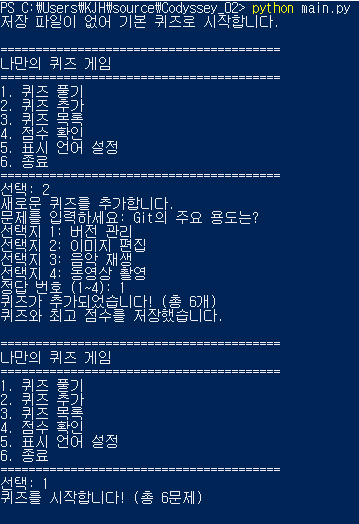 PS C:\Users\KJH\source\Codyssey_02> python main.py
저장 파일이 없어 기본 퀴즈로 시작합니다.
========================================
나만의 퀴즈 게임
========================================
1. 퀴즈 풀기
2. 퀴즈 추가
3. 퀴즈 목록
4. 점수 확인
5. 표시 언어 설정
6. 종료
========================================
선택: 2
새로운 퀴즈를 추가합니다.
문제를 입력하세요: Git의 주요 용도는?
선택지 1: 버전 관리
선택지 2: 이미지 편집
선택지 3: 음악 재생
선택지 4: 동영상 촬영
정답 번호 (1~4): 1
퀴즈가 추가되었습니다! (총 6개)
퀴즈와 최고 점수를 저장했습니다.
========================================
나만의 퀴즈 게임
========================================
1. 퀴즈 풀기
2. 퀴즈 추가
3. 퀴즈 목록
4. 점수 확인
5. 표시 언어 설정
6. 종료
========================================
선택: 1
퀴즈를 시작합니다! (총 6문제)